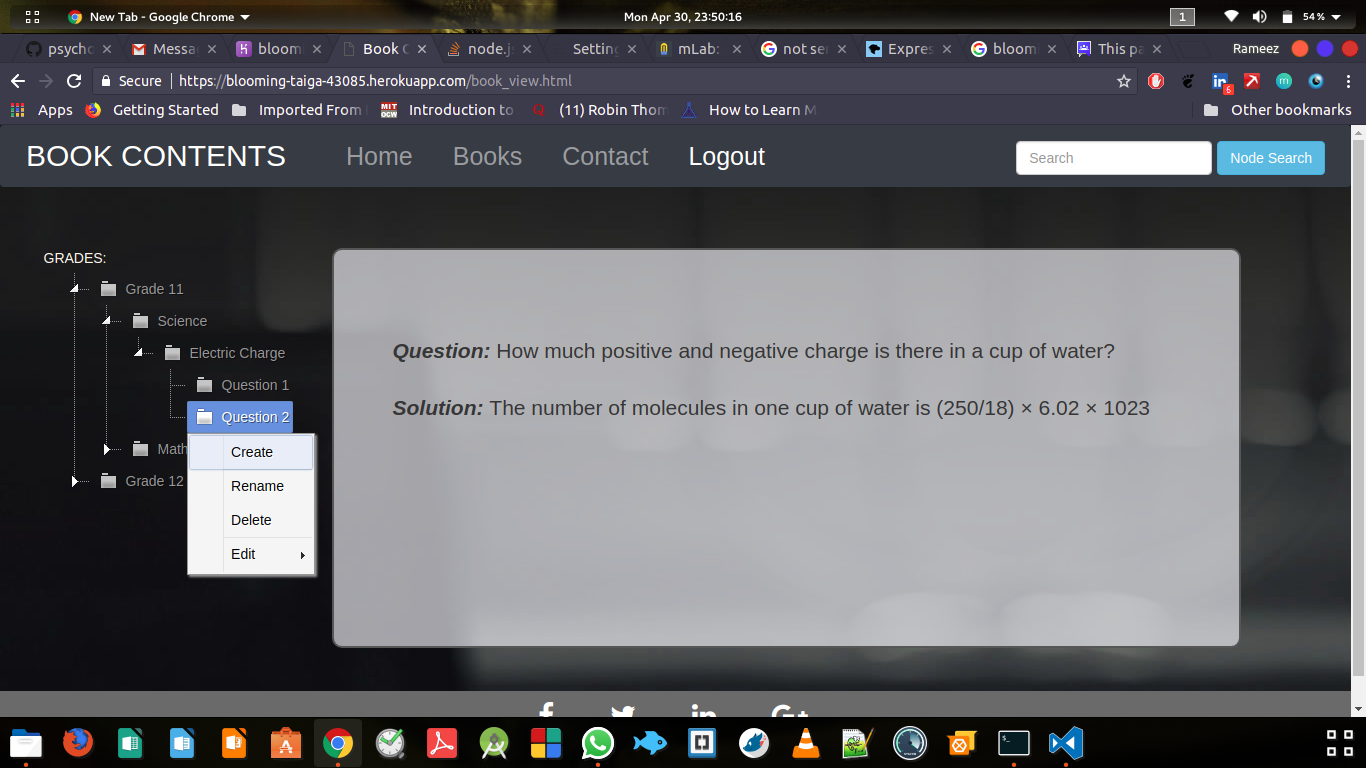 New Tab - Google Chrome
Mon Apr 30, 23:50:16
1
54 %
psycho
Messa
bloom
Book C
node.j
Setting
mLab:
not se
Expres
bloom
This pa
Rameez
Secure
https://blooming-taiga-43085.herokuapp.com/book_view.html
6
Apps
Getting Started
Imported From
MIT
OCW
Introduction to
(11) Robin Thom
How to Learn M
Other bookmarks
BOOK CONTENTS
Home
Books
Contact
Logout
Search
Node Search
GRADES:
Grade 11
Science
Electric Charge
Question 1
Question 2
Math
Grade 12
Create
Rename
Delete
Edit
Question: How much positive and negative charge is there in a cup of water?
Solution: The number of molecules in one cup of water is (250/18) × 6.02 × 1023